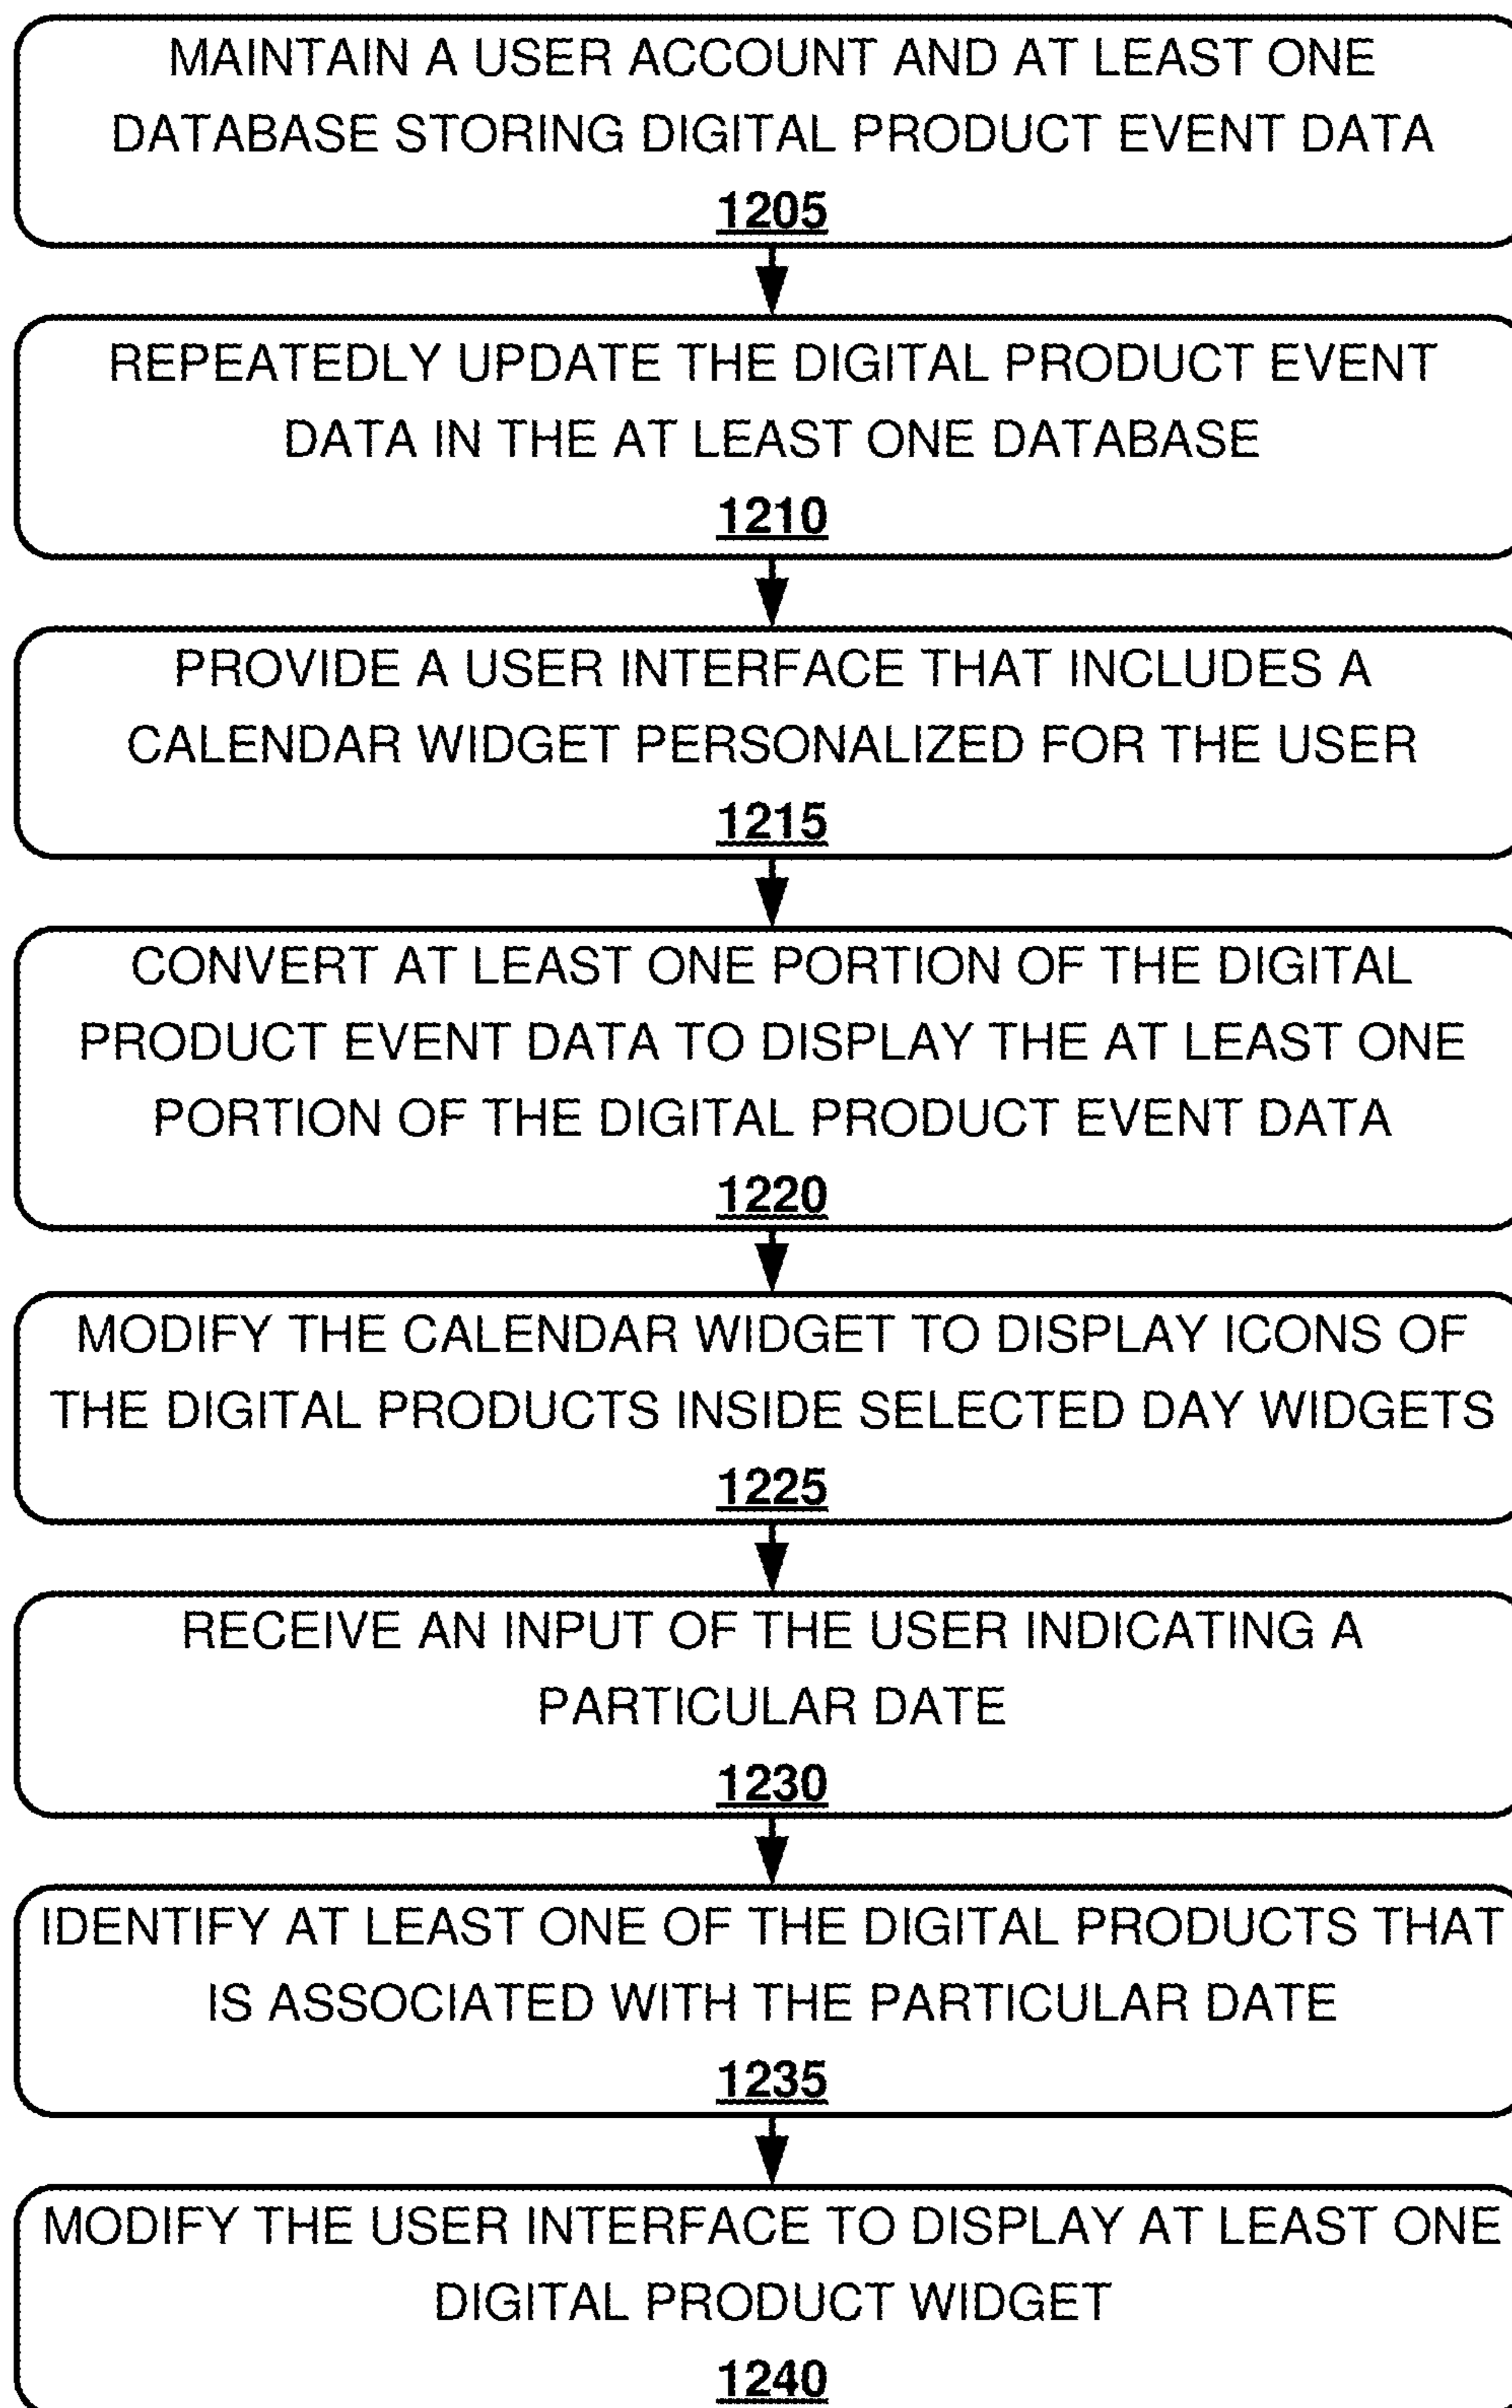 MAINTAIN A USER ACCOUNT AND AT LEAST ONE
DATABASE STORING DIGITAL PRODUCT EVENT DATA
1205
REPEATEDLY UPDATE THE DIGITAL PRODUCT EVENT
DATA IN THE AT LEAST ONE DATABASE
1210
PROVIDE A USER INTERFACE THAT INCLUDES A
CALENDAR WIDGET PERSONALIZED FOR THE USER
1215
CONVERT AT LEAST ONE PORTION OF THE DIGITAL
PRODUCT EVENT DATA TO DISPLAY THE AT LEAST ONE
PORTION OF THE DIGITAL PRODUCT EVENT DATA
1220
MODIFY THE CALENDAR WIDGET TO DISPLAY ICONS OF
THE DIGITAL PRODUCTS INSIDE SELECTED DAY WIDGETS
1225
RECEIVE AN INPUT OF THE USER INDICATING A
PARTICULAR DATE
1230
IDENTIFY AT LEAST ONE OF THE DIGITAL PRODUCTS THAT
IS ASSOCIATED WITH THE PARTICULAR DATE
1235
MODIFY THE USER INTERFACE TO DISPLAY AT LEAST ONE
DIGITAL PRODUCT WIDGET
1240